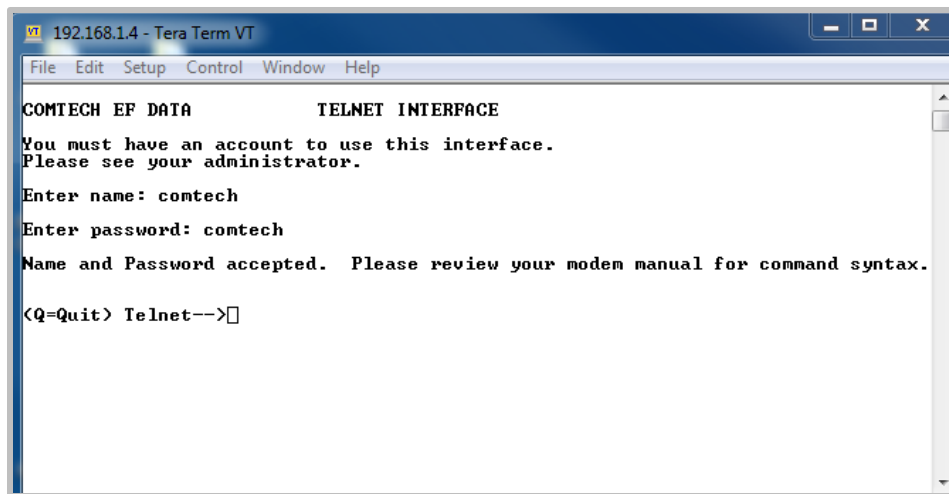 192.168.1.4 - Tera Term VT
File Edit Setup Control Window Help
COMTECH EF DATA TELNET INTERFACE
You must have an account to use this interface.
Please see your administrator.
Enter name: comtech
Enter password: comtech
Name and Password accepted. Please review your modem manual for command syntax.
(Q=Quit) Telnet-->